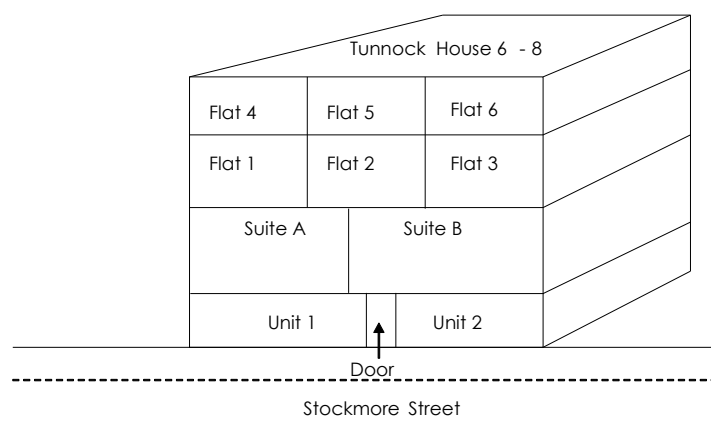 Tunnock House 6 - 8
Flat 4 Flat 5 Flat 6
Flat 1 Flat 2 Flat 3
Suite A Suite B
Unit 1 Unit 2
Door
Stockmore Street